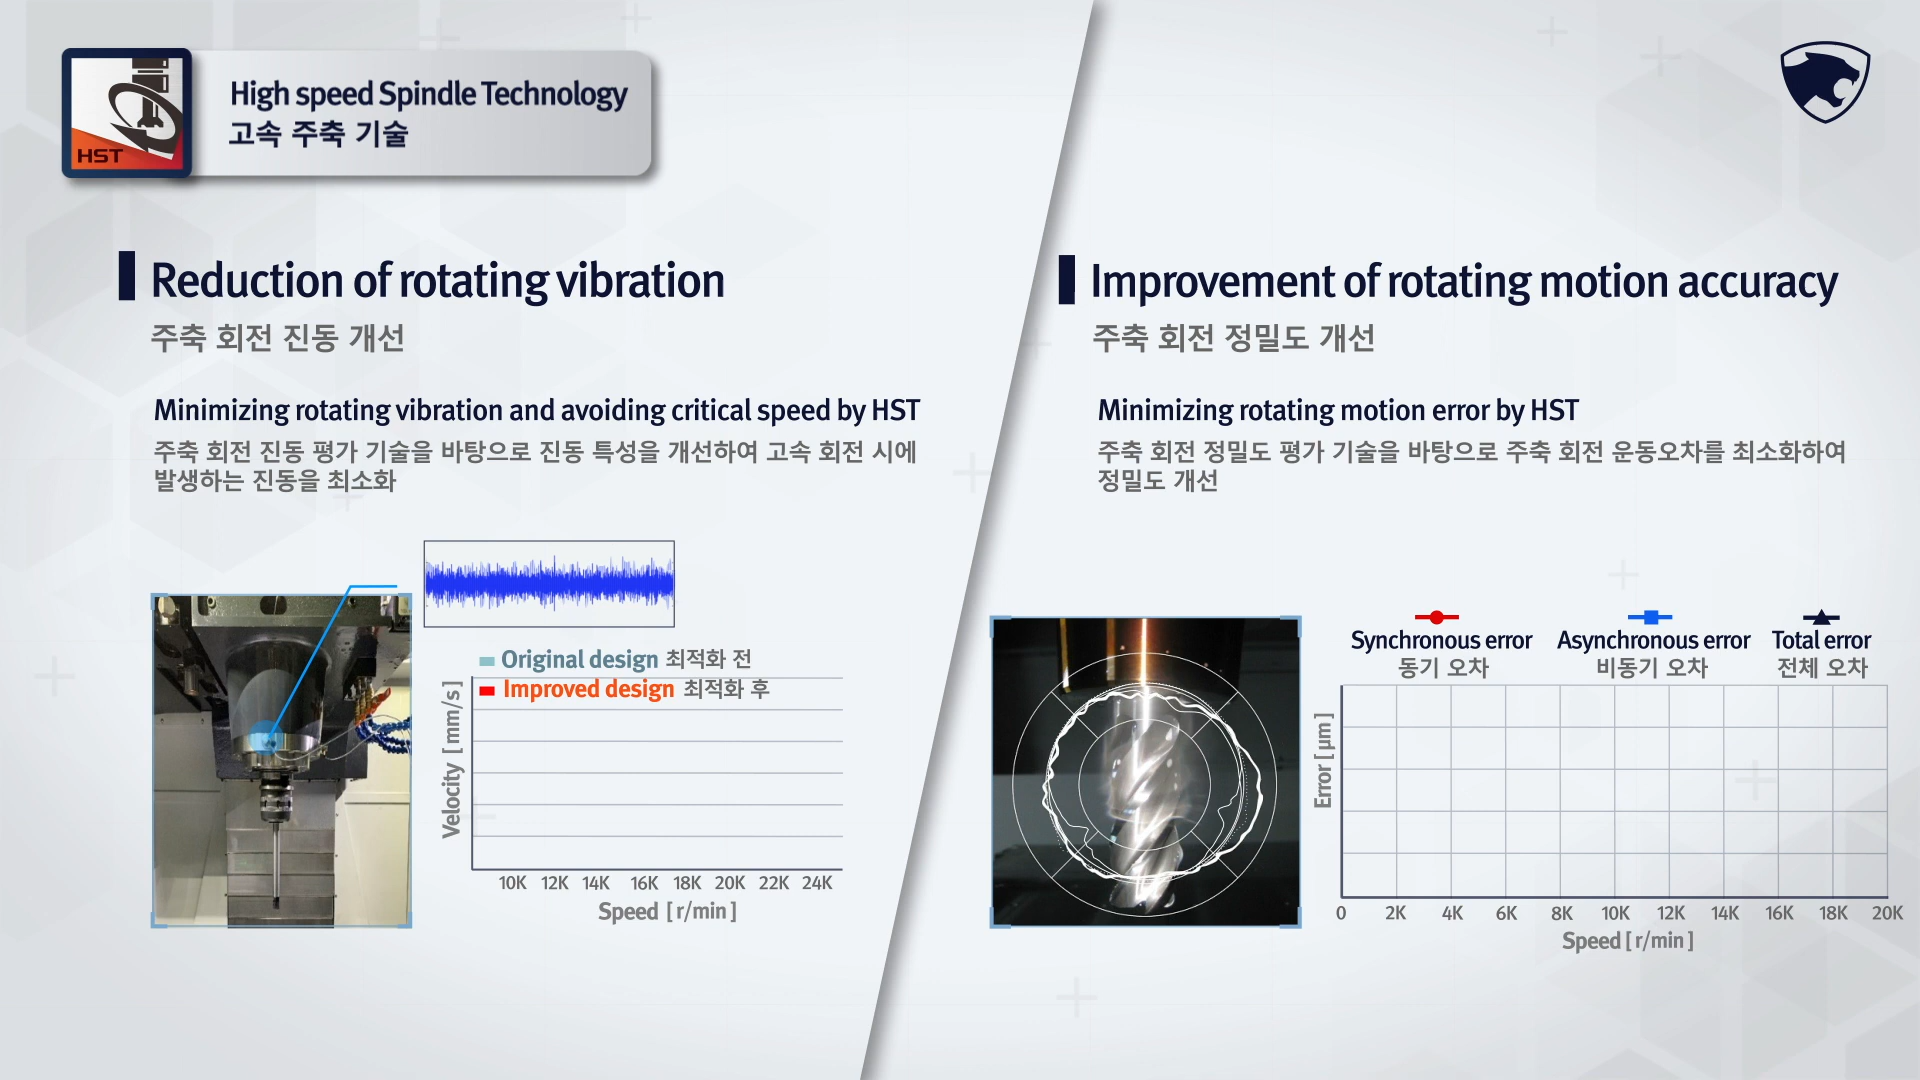 HST
High speed Spindle Technology
고속 주축 기술
Reduction of rotating vibration
주축 회전 진동 개선
Minimizing rotating vibration and avoiding critical speed by HST
주축 회전 진동 평가 기술을 바탕으로 진동 특성을 개선하여 고속 회전 시에
발생하는 진동을 최소화
Original design 최적화 전
Improved design 최적화 후
Velocity [mm/s]
10K 12K 14K 16K 18K 20K 22K 24K
Speed [r/min]
Improvement of rotating motion accuracy
주축 회전 정밀도 개선
Minimizing rotating motion error by HST
주축 회전 정밀도 평가 기술을 바탕으로 주축 회전 운동오차를 최소화하여
정밀도 개선
Synchronous error Asynchronous error Total error
동기 오차 비동기 오차 전체 오차
Error [µm]
0 2K 4K 6K 8K 10K 12K 14K 16K 18K 20K
Speed [r/min]